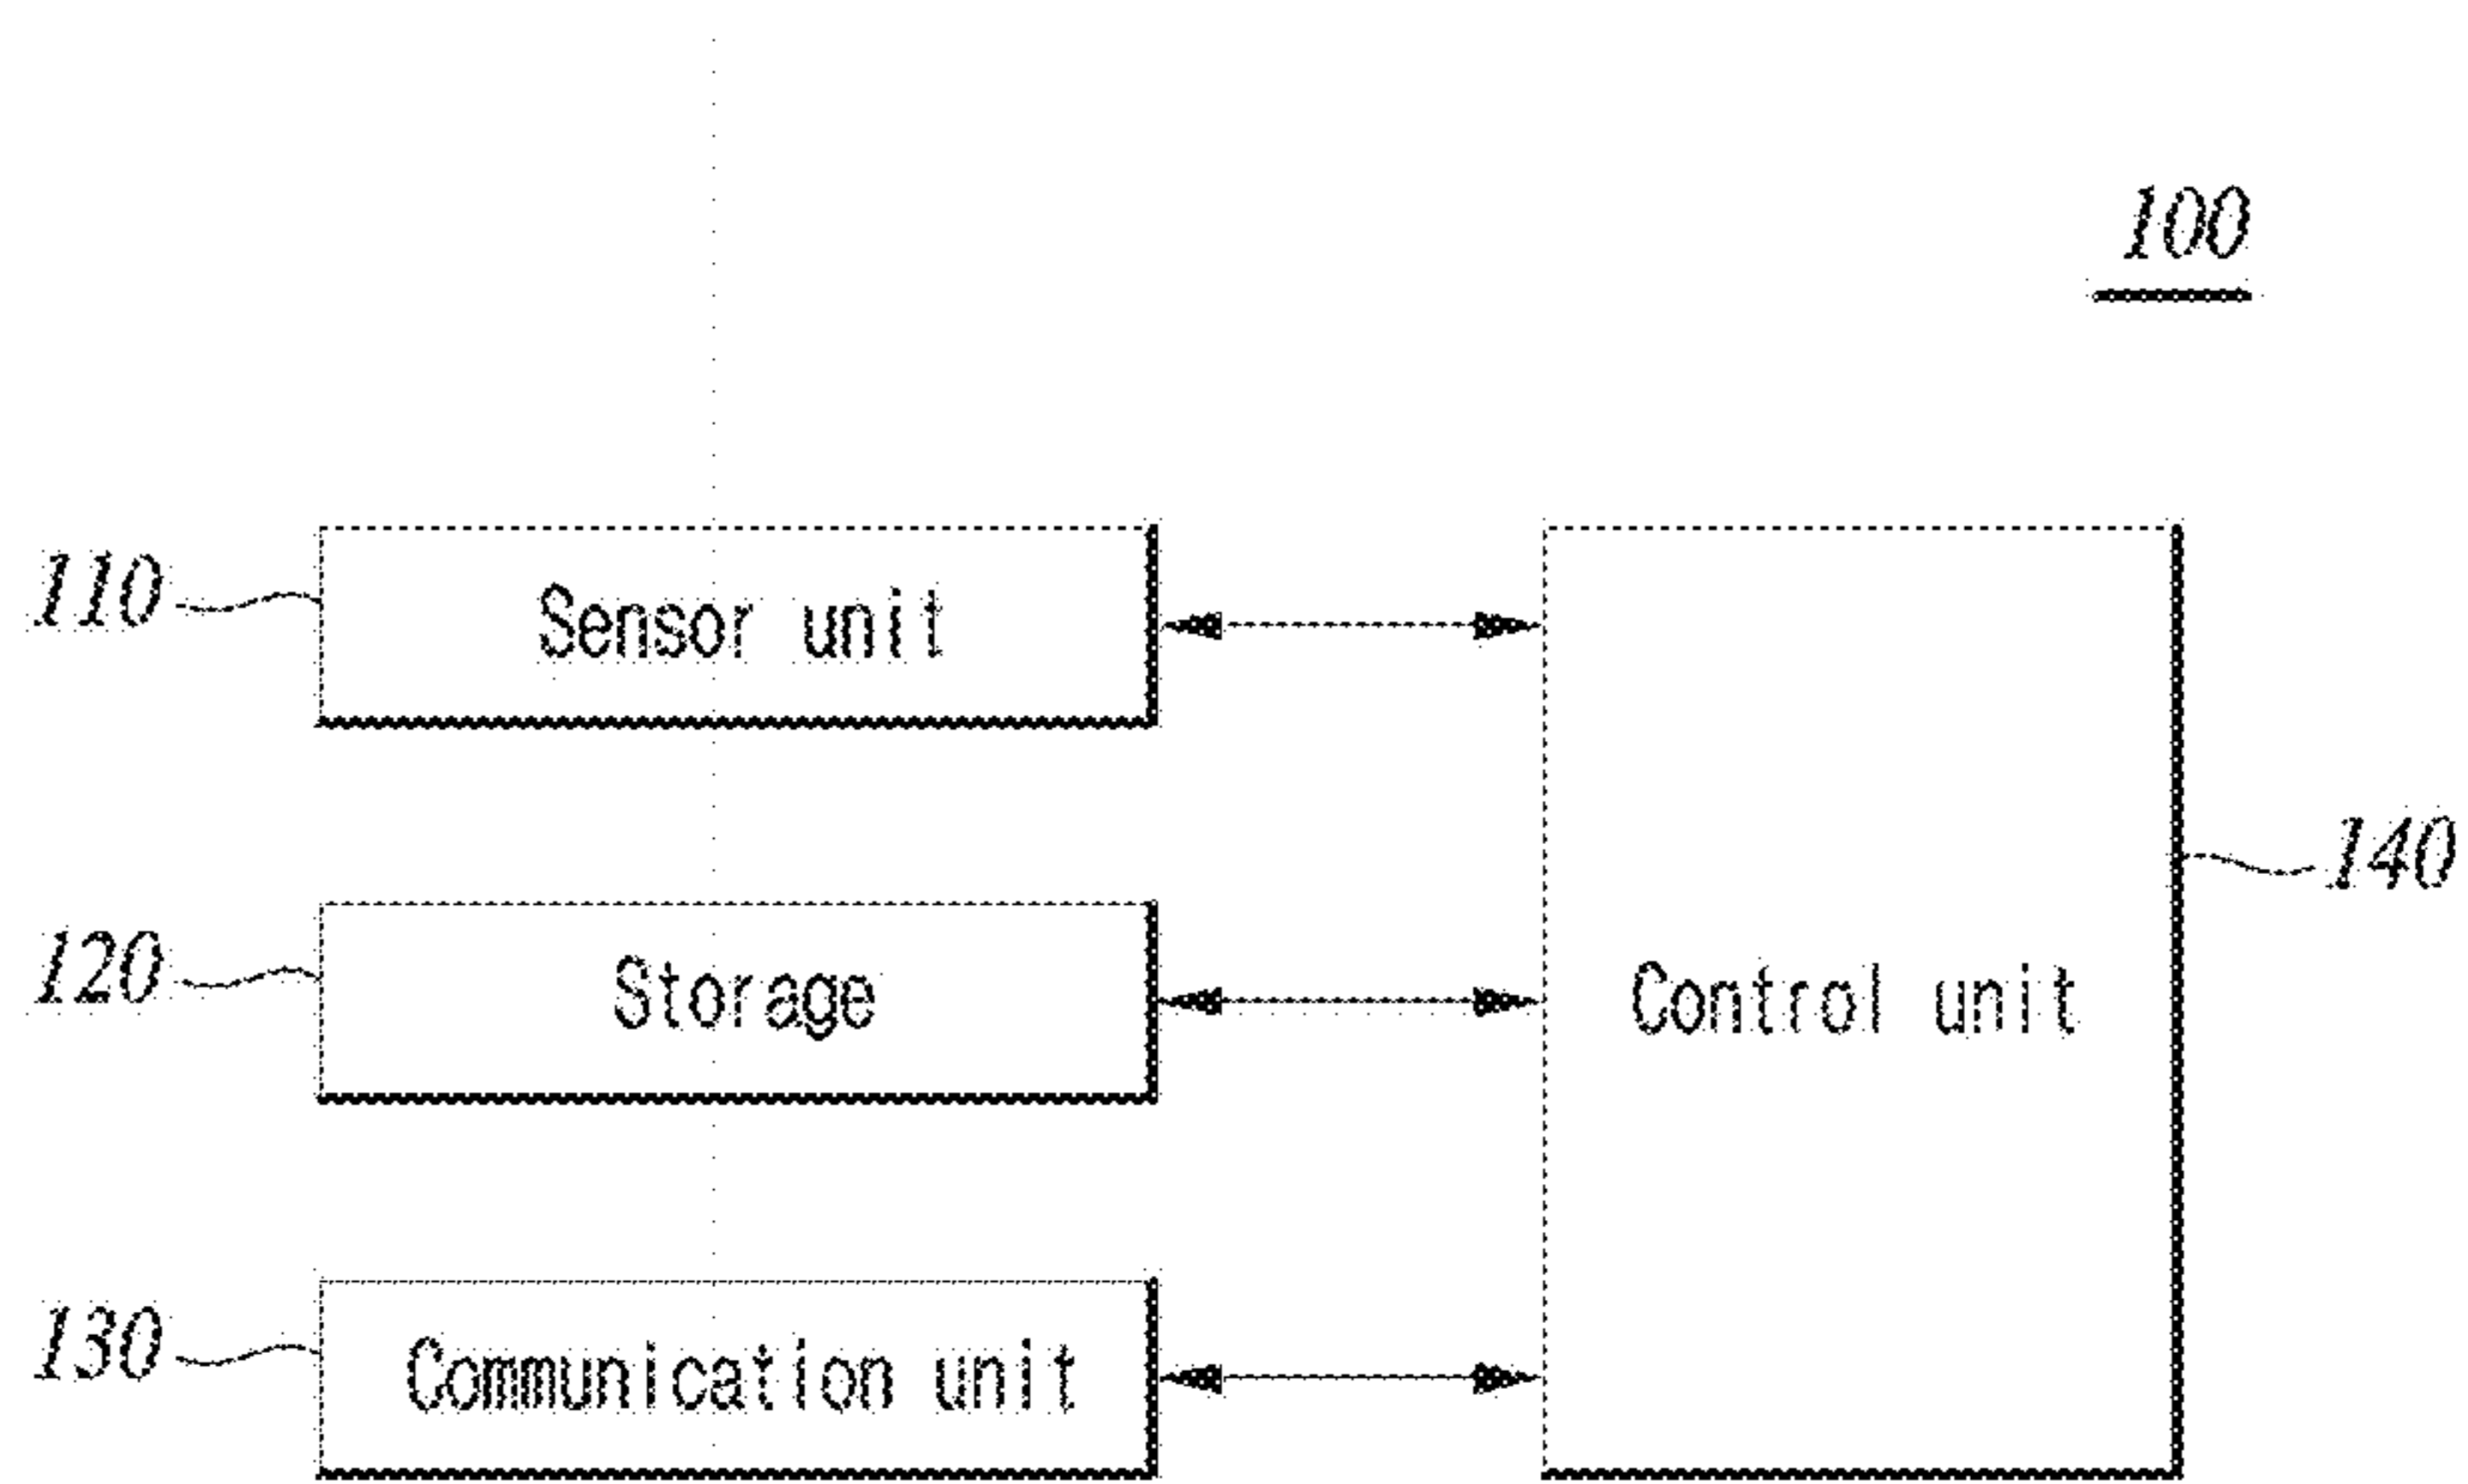 100
110
Sensor unit
140
120
Storage
Control unit
130
Communication unit